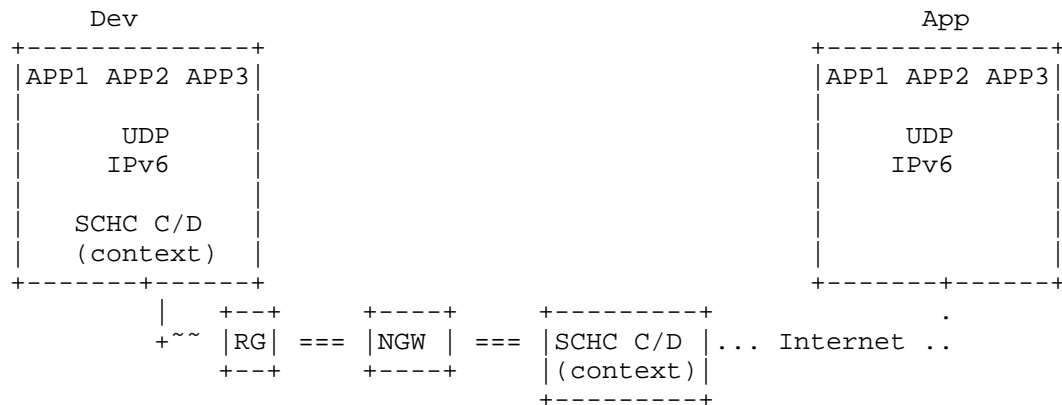 Dev App
+--------------+ +--------------+
|APP1 APP2 APP3| |APP1 APP2 APP3|
| | | |
| UDP | | UDP |
| IPv6 | | IPv6 |
| | | |
| SCHC C/D | | |
| (context) | | |
+-------+------+ +-------+------+
| +--+ +----+ +---------+ .
+~~ |RG| === |NGW | === |SCHC C/D |... Internet ..
+--+ +----+ |(context)|
+---------+